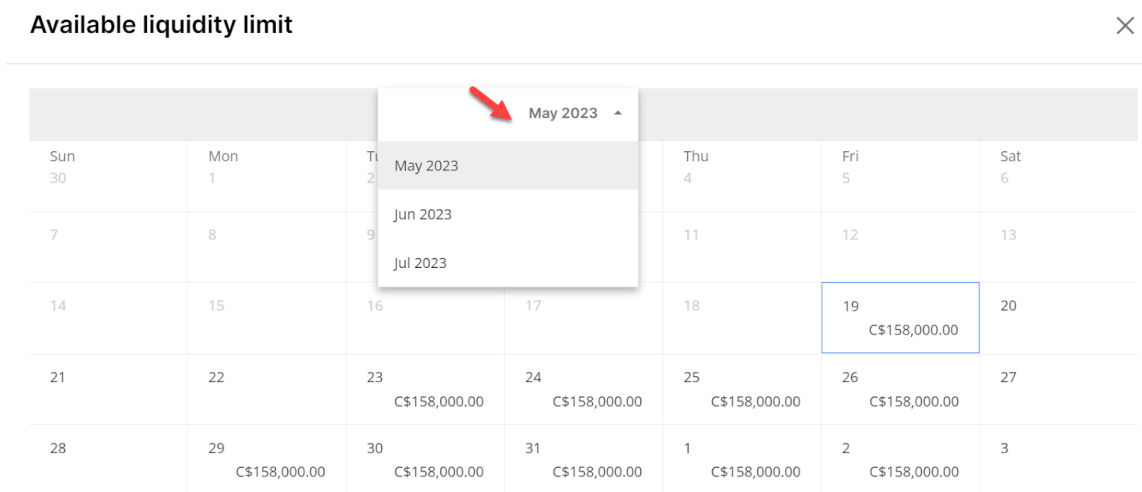 Available liquidity limit
May 2023
Sun Mon Tu Thu Fri Sat
30 1 2 4 5 6
May 2023
Jun 2023
Jul 2023
7 8 9 11 12 13
14 15 16 17 18 19 20
C$158,000.00
21 22 23 24 25 26 27
C$158,000.00 C$158,000.00 C$158,000.00 C$158,000.00
28 29 30 31 1 2 3
C$158,000.00 C$158,000.00 C$158,000.00 C$158,000.00 C$158,000.00